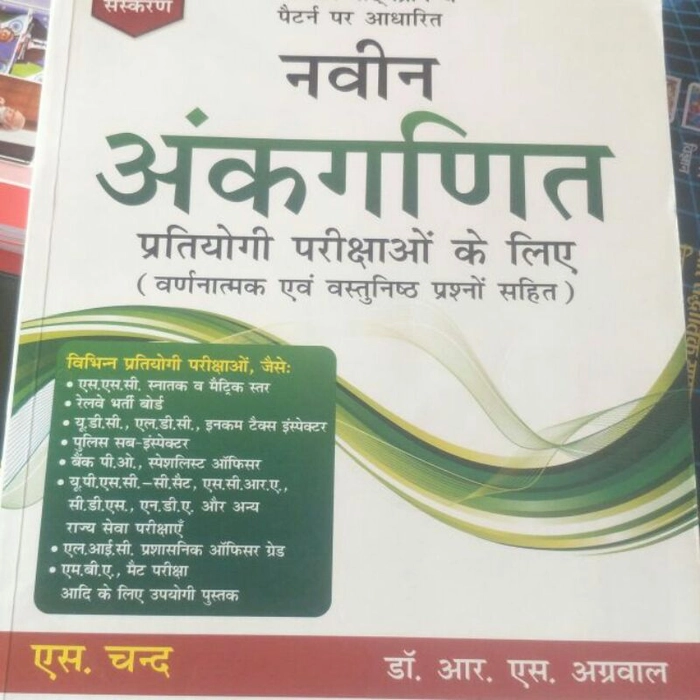 संस्करण
पैटर्न पर आधारित
नवीन
अंकगणित
प्रतियोगी परीक्षाओं के लिए
( वर्णनात्मक एवं वस्तुनिष्ठ प्रश्नों सहित )
विभिन्न प्रतियोगी परीक्षाओं, जैसे:
• एस.एस.सी. स्नातक व मैट्रिक स्तर
• रेलवे भर्ती बोर्ड
• यू.डी.सी., एल.डी.सी., इनकम टैक्स इंस्पेक्टर
• पुलिस सब-इंस्पेक्टर
• बैंक पी.ओ., स्पेशलिस्ट ऑफिसर
• यू.पी.एस.सी.–सी.सैट, एस.सी.आर.ए.,
सी.डी.एस., एन.डी.ए. और अन्य
राज्य सेवा परीक्षाएँ
• एल.आई.सी. प्रशासनिक ऑफिसर ग्रेड
• एम.बी.ए., मैट परीक्षा
आदि के लिए उपयोगी पुस्तक
एस. चन्द
डॉ. आर. एस. अग्रवाल